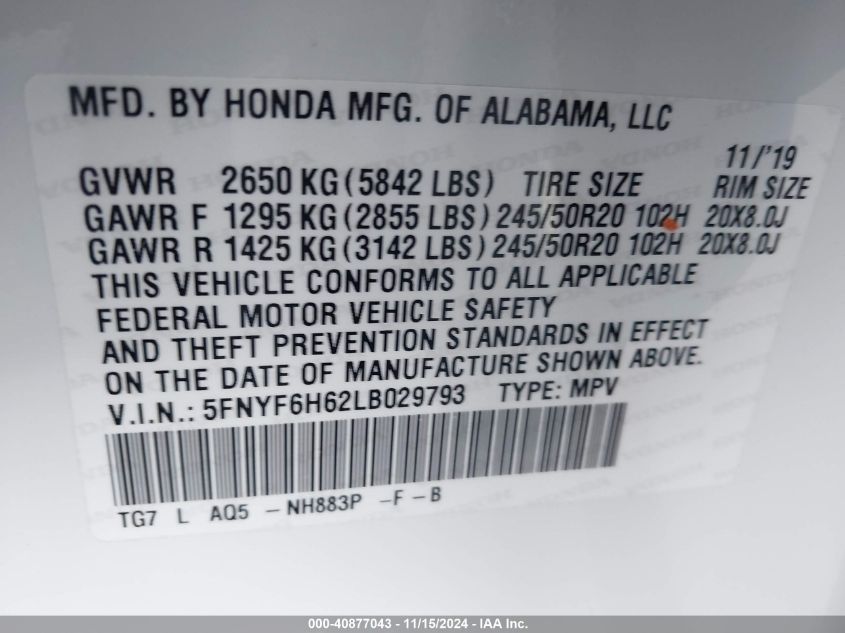 MFD. BY HONDA MFG. OF ALABAMA, LLC
11/'19
GVWR 2650 KG (5842 LBS) TIRE SIZE RIM SIZE
GAWR F 1295 KG (2855 LBS) 245/50R20 102H 20X8.0J
GAWR R 1425 KG (3142 LBS) 245/50R20 102H 20X8.0J
THIS VEHICLE CONFORMS TO ALL APPLICABLE
FEDERAL MOTOR VEHICLE SAFETY
AND THEFT PREVENTION STANDARDS IN EFFECT
ON THE DATE OF MANUFACTURE SHOWN ABOVE.
V.I.N.: 5FNYF6H62LB029793 TYPE: MPV
TG7 L AQ5 -NH883P -F-B
000-40877043 - 11/15/2024 - IAA Inc.